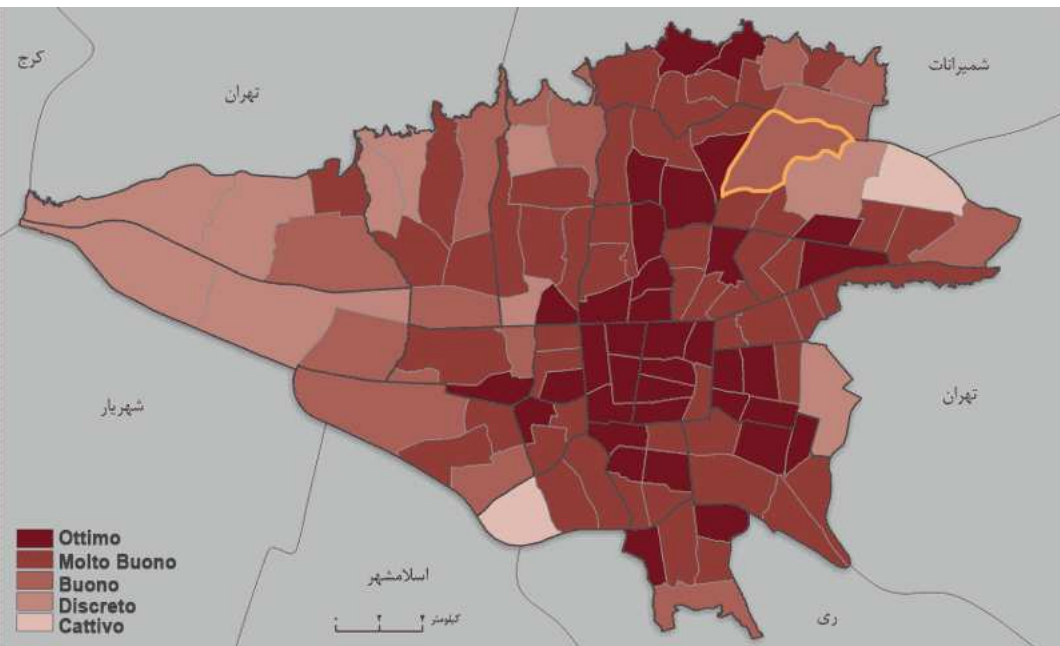 کرج
تهران
شمیرانات
شهریار
تهران
اسلامشهر
ری
کیلومتر
Ottimo
Molto Buono
Buono
Discreto
Cattivo